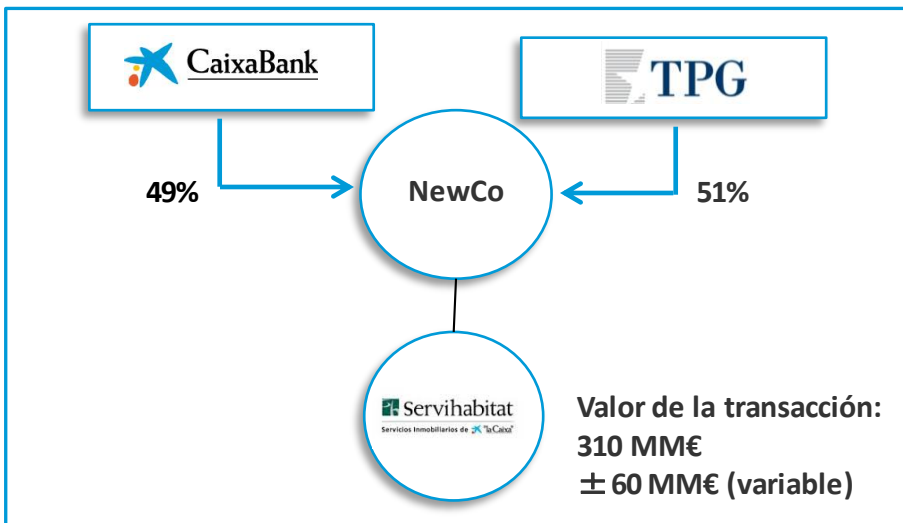 CaixaBank
TPG
49%
NewCo
51%
Servihabitat
Servicios Inmobiliarios de "la Caixa"
Valor de la transacción:
310 MM€
±60 MM€ (variable)